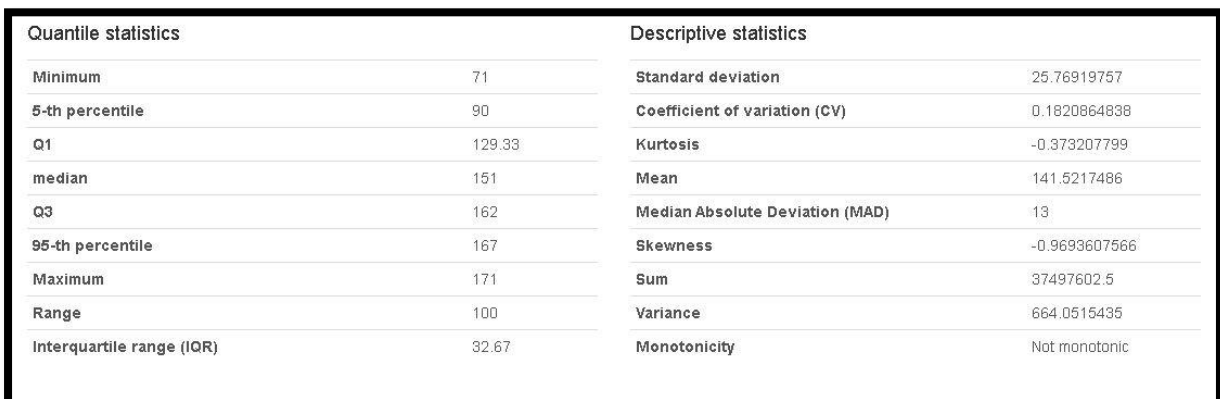 Quantile statistics
Minimum 71
5-th percentile 90
Q1 129.33
median 151
Q3 162
95-th percentile 167
Maximum 171
Range 100
Interquartile range (IQR) 32.67
Descriptive statistics
Standard deviation 25.76919757
Coefficient of variation (CV) 0.1820864838
Kurtosis -0.373207799
Mean 141.5217486
Median Absolute Deviation (MAD) 13
Skewness -0.9693607566
Sum 37497602.5
Variance 664.0515435
Monotonicity Not monotonic